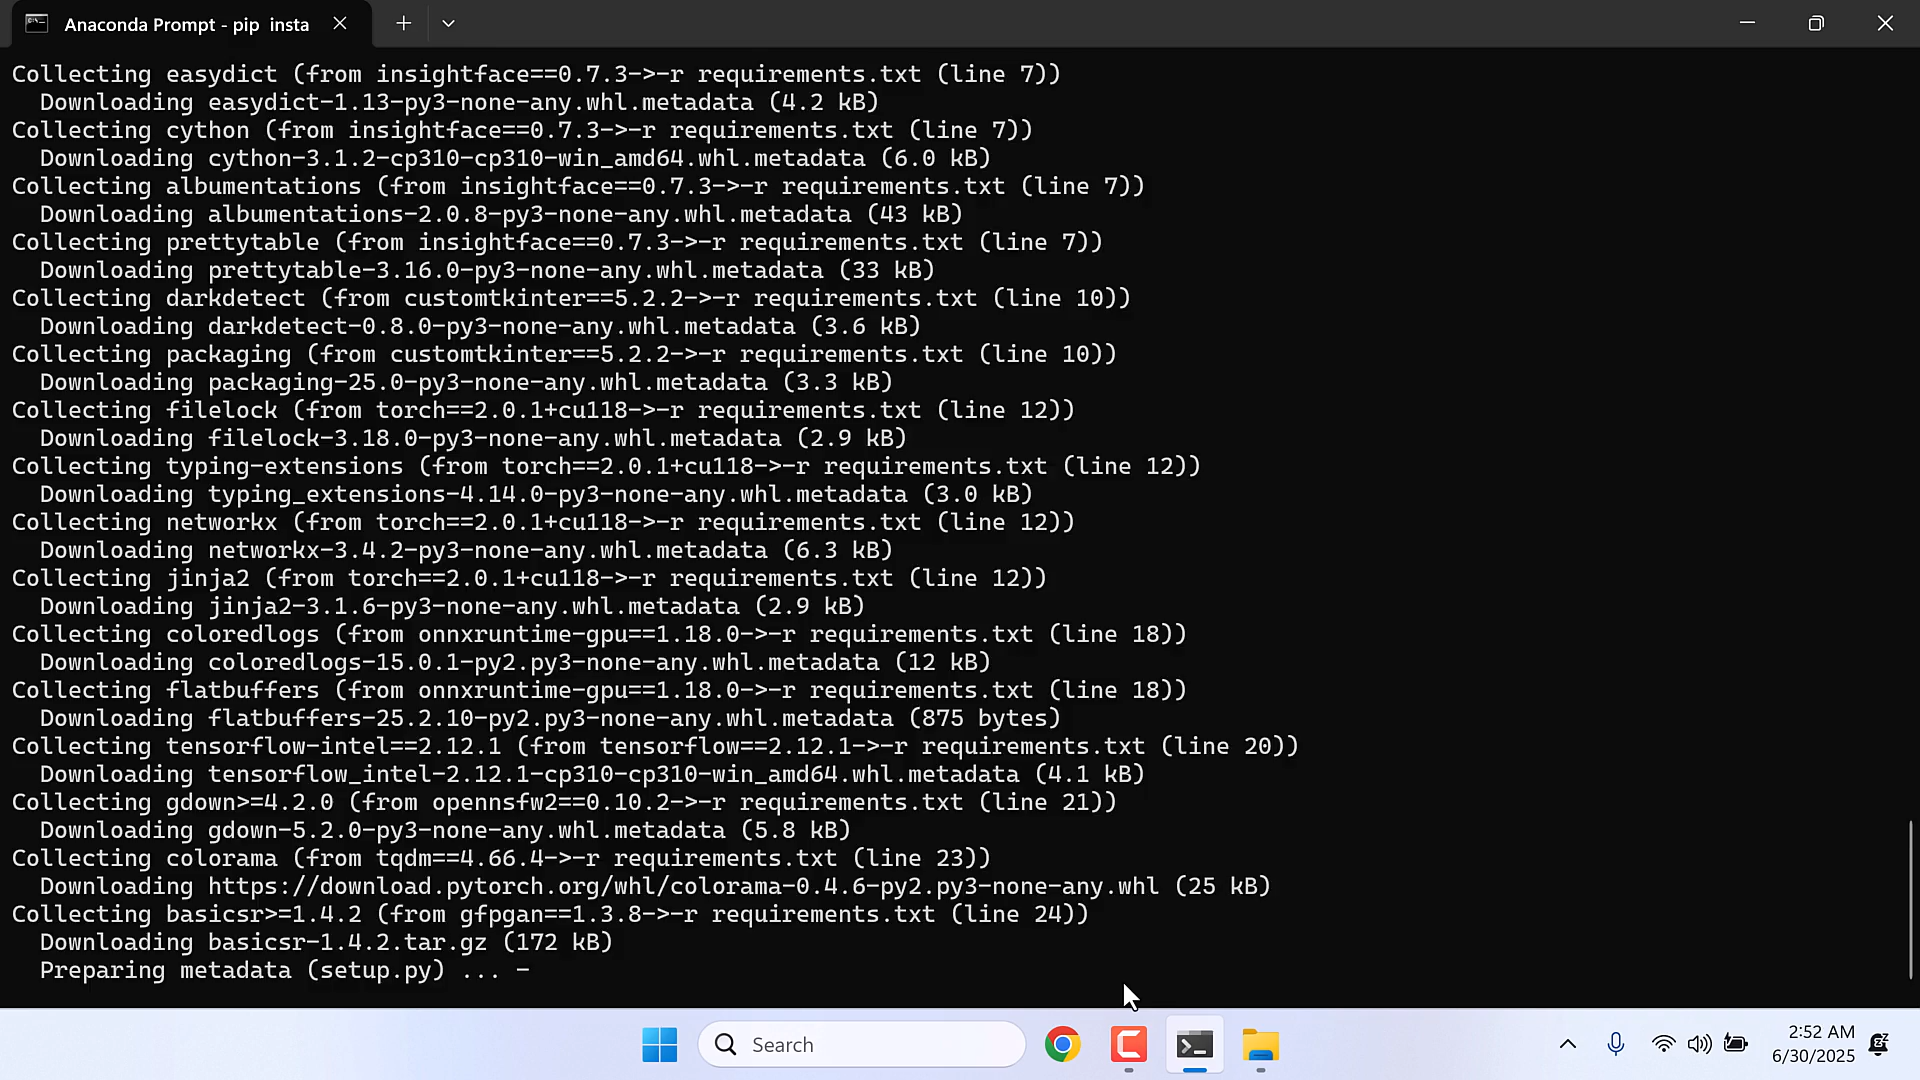 Anaconda Prompt - pip  insta
Collecting easydict (from insightface==0.7.3->-r requirements.txt (line 7))
  Downloading easydict-1.13-py3-none-any.whl.metadata (4.2 kB)
Collecting cython (from insightface==0.7.3->-r requirements.txt (line 7))
  Downloading cython-3.1.2-cp310-cp310-win_amd64.whl.metadata (6.0 kB)
Collecting albumentations (from insightface==0.7.3->-r requirements.txt (line 7))
  Downloading albumentations-2.0.8-py3-none-any.whl.metadata (43 kB)
Collecting prettytable (from insightface==0.7.3->-r requirements.txt (line 7))
  Downloading prettytable-3.16.0-py3-none-any.whl.metadata (33 kB)
Collecting darkdetect (from customtkinter==5.2.2->-r requirements.txt (line 10))
  Downloading darkdetect-0.8.0-py3-none-any.whl.metadata (3.6 kB)
Collecting packaging (from customtkinter==5.2.2->-r requirements.txt (line 10))
  Downloading packaging-25.0-py3-none-any.whl.metadata (3.3 kB)
Collecting filelock (from torch==2.0.1+cu118->-r requirements.txt (line 12))
  Downloading filelock-3.18.0-py3-none-any.whl.metadata (2.9 kB)
Collecting typing-extensions (from torch==2.0.1+cu118->-r requirements.txt (line 12))
  Downloading typing_extensions-4.14.0-py3-none-any.whl.metadata (3.0 kB)
Collecting networkx (from torch==2.0.1+cu118->-r requirements.txt (line 12))
  Downloading networkx-3.4.2-py3-none-any.whl.metadata (6.3 kB)
Collecting jinja2 (from torch==2.0.1+cu118->-r requirements.txt (line 12))
  Downloading jinja2-3.1.6-py3-none-any.whl.metadata (2.9 kB)
Collecting coloredlogs (from onnxruntime-gpu==1.18.0->-r requirements.txt (line 18))
  Downloading coloredlogs-15.0.1-py2.py3-none-any.whl.metadata (12 kB)
Collecting flatbuffers (from onnxruntime-gpu==1.18.0->-r requirements.txt (line 18))
  Downloading flatbuffers-25.2.10-py2.py3-none-any.whl.metadata (875 bytes)
Collecting tensorflow-intel==2.12.1 (from tensorflow==2.12.1->-r requirements.txt (line 20))
  Downloading tensorflow_intel-2.12.1-cp310-cp310-win_amd64.whl.metadata (4.1 kB)
Collecting gdown>=4.2.0 (from opennsfw2==0.10.2->-r requirements.txt (line 21))
  Downloading gdown-5.2.0-py3-none-any.whl.metadata (5.8 kB)
Collecting colorama (from tqdm==4.66.4->-r requirements.txt (line 23))
  Downloading https://download.pytorch.org/whl/colorama-0.4.6-py2.py3-none-any.whl (25 kB)
Collecting basicsr>=1.4.2 (from gfpgan==1.3.8->-r requirements.txt (line 24))
  Downloading basicsr-1.4.2.tar.gz (172 kB)
  Preparing metadata (setup.py) ... -
Search
2:52 AM
6/30/2025